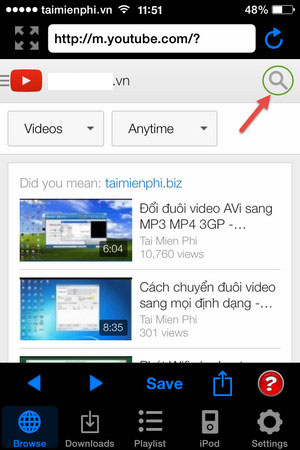 taimienphi.vn 11:51 48%
http://m.youtube.com/?
.vn
Videos Anytime
Did you mean: taimienphi.biz
Đổi đuôi video AVi sang
MP3 MP4 3GP -...
Tai Mien Phi
10,760 views
6:04
Cách chuyển đuôi video
sang mọi định dạng -...
Tai Mien Phi
301 views
8:35
Save
?
Browse Downloads Playlist iPod Settings